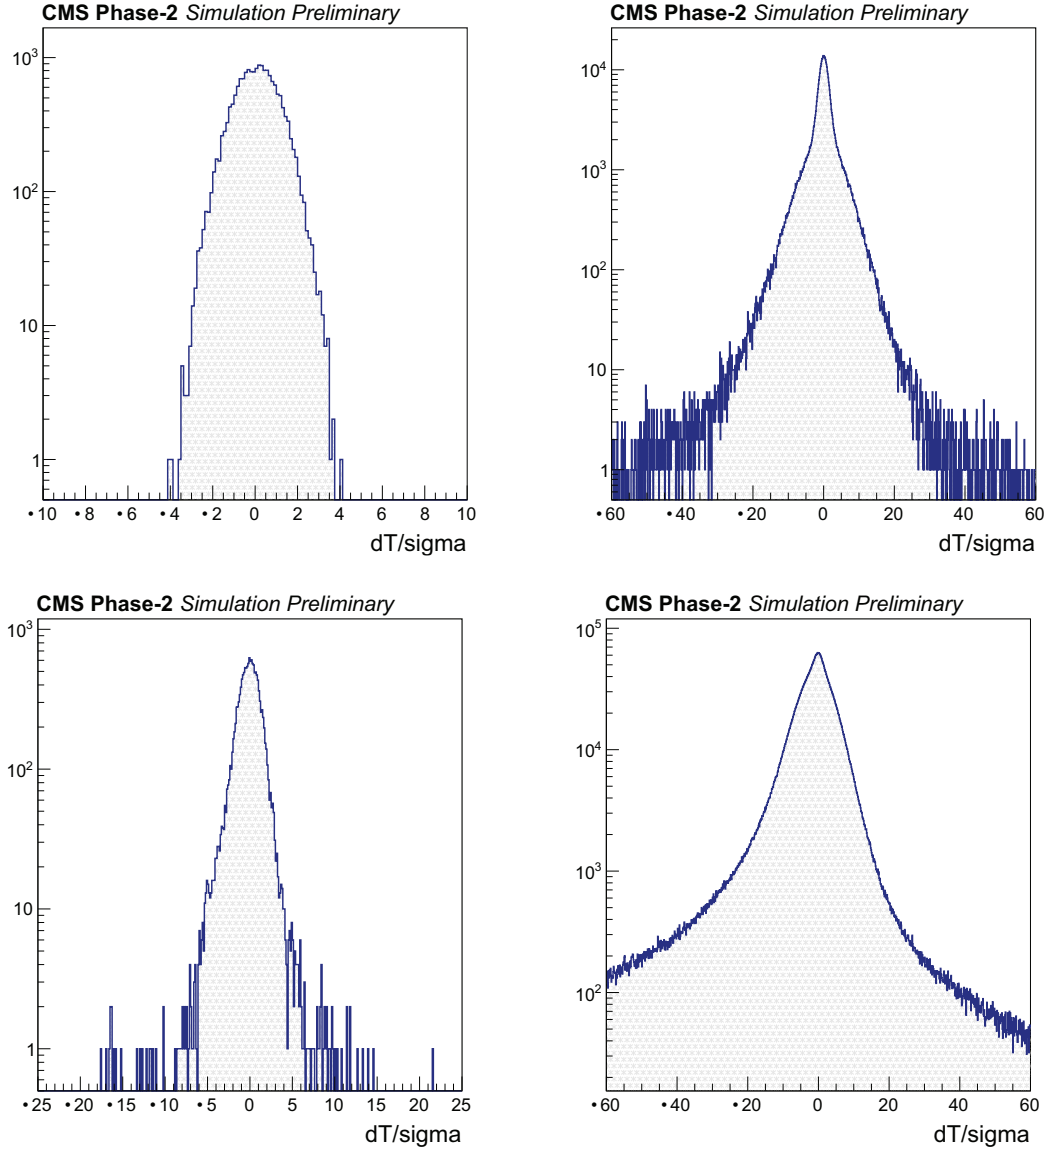 CMS Phase-2 Simulation Preliminary
10³
10²
10
1
•10 •8 •6 •4 •2 0 2 4 6 8 10
dT/sigma
CMS Phase-2 Simulation Preliminary
10⁴
10³
10²
10
1
•60 •40 •20 0 20 40 60
dT/sigma
CMS Phase-2 Simulation Preliminary
10³
10²
10
1
•25 •20 •15 •10 •5 0 5 10 15 20 25
dT/sigma
CMS Phase-2 Simulation Preliminary
10⁵
10⁴
10³
10²
•60 •40 •20 0 20 40 60
dT/sigma